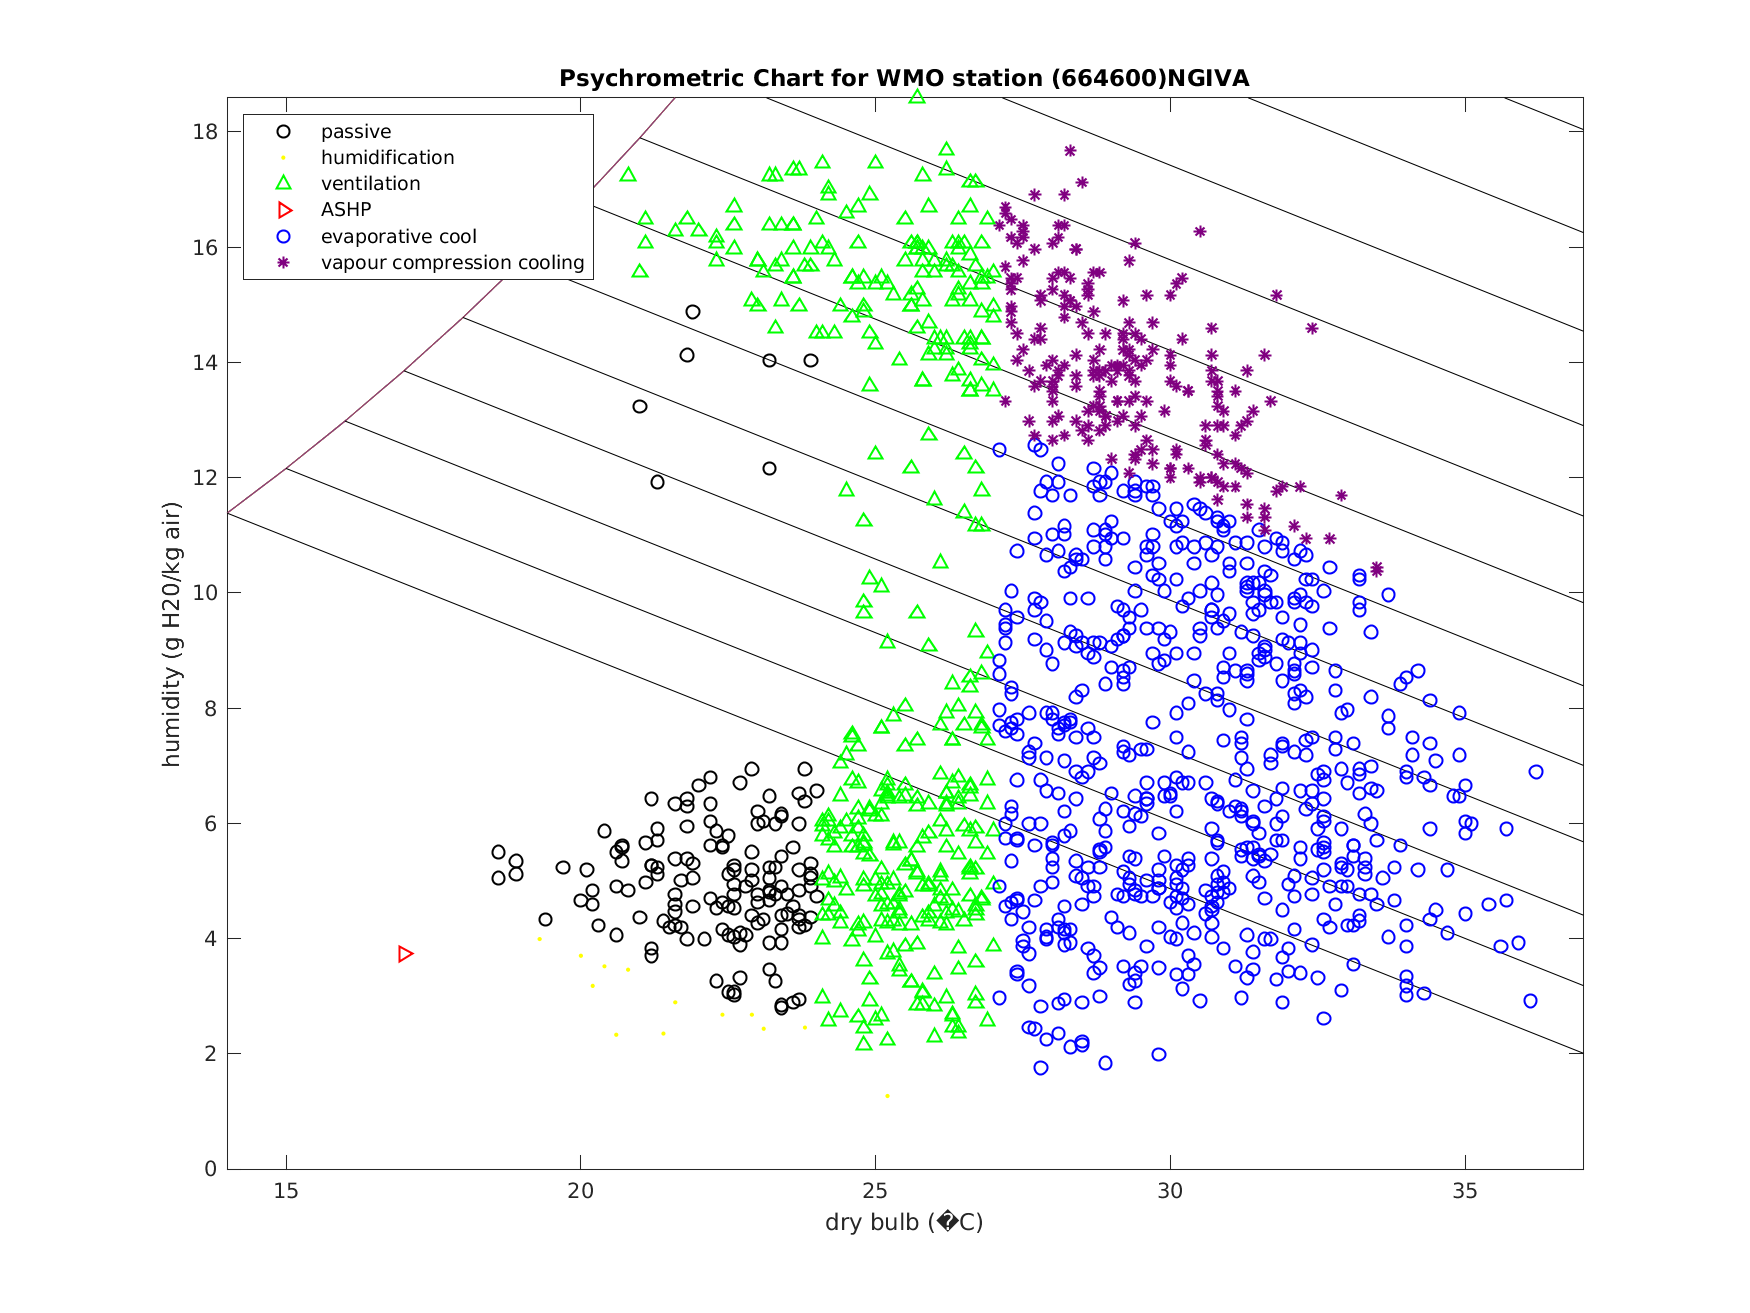 Psychrometric Chart for WMO station (664600)NGIVA
passive
humidification
ventilation
ASHP
evaporative cool
vapour compression cooling
18
16
14
12
10
8
6
4
2
0
humidity (g H20/kg air)
15 20 25 30 35
dry bulb (�C)